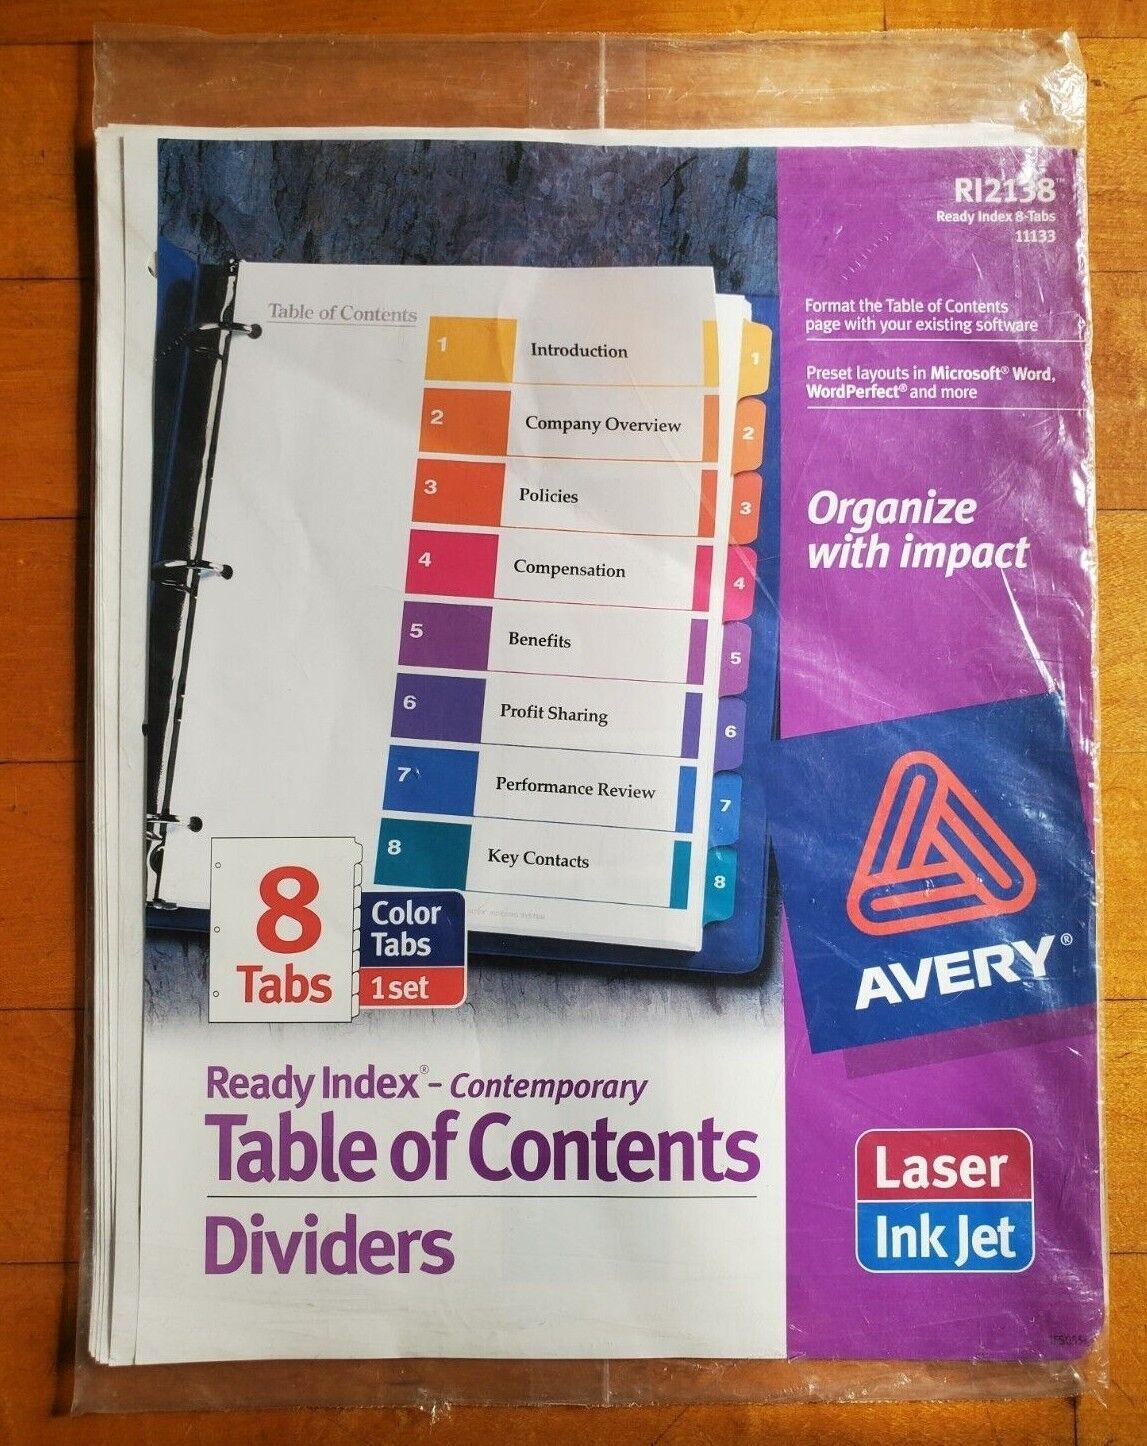 RI2138™
Ready Index 8-Tabs
11133
Format the Table of Contents
page with your existing software
Preset layouts in Microsoft® Word,
WordPerfect® and more
Organize
with impact
Table of Contents
1 Introduction 1
2 Company Overview 2
3 Policies 3
4 Compensation 4
5 Benefits 5
6 Profit Sharing 6
7 Performance Review 7
8 Key Contacts 8
8
Tabs
Color
Tabs
1 set
AVERY®
Ready Index® - Contemporary
Table of Contents
Dividers
Laser
Ink Jet